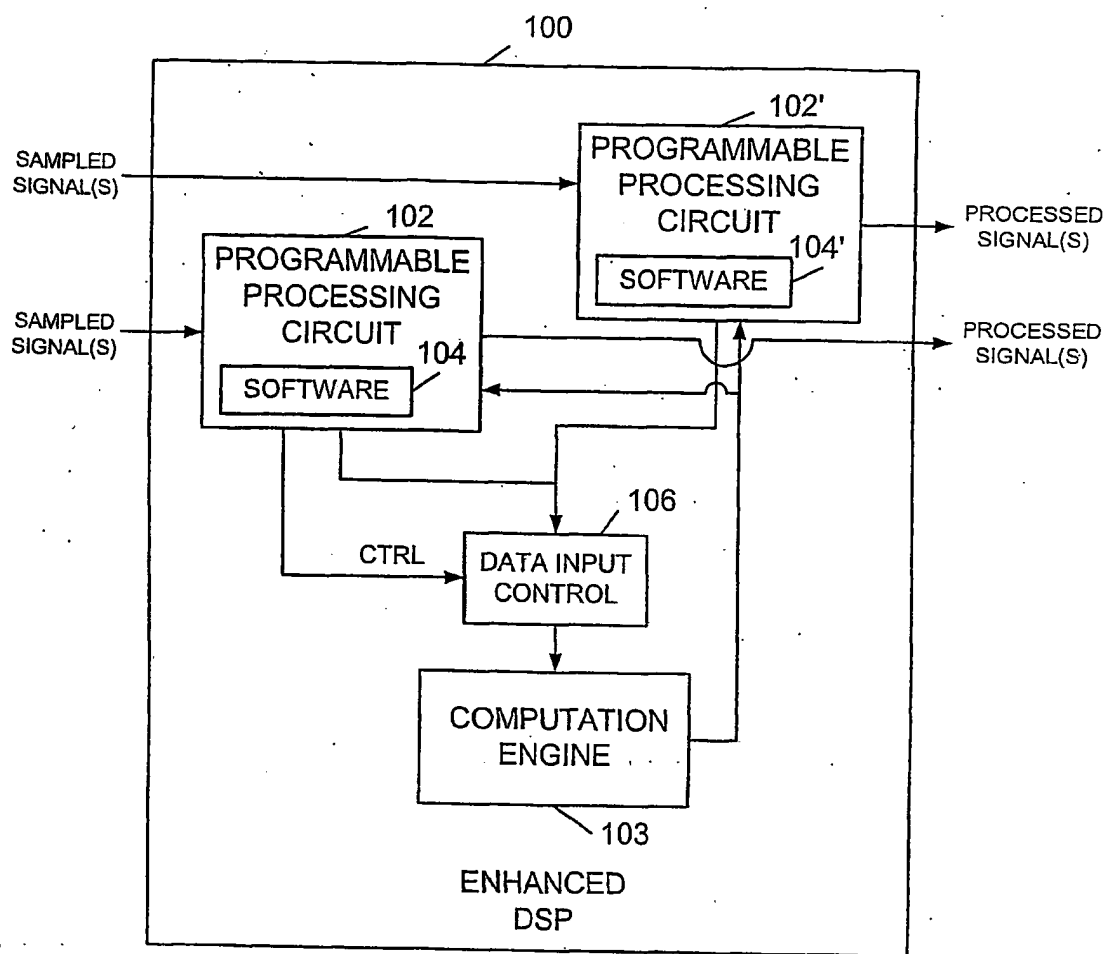 100
102'
PROGRAMMABLE
PROCESSING
CIRCUIT
104'
SOFTWARE
SAMPLED
SIGNAL(S)
PROCESSED
SIGNAL(S)
102
PROGRAMMABLE
PROCESSING
CIRCUIT
104
SOFTWARE
SAMPLED
SIGNAL(S)
PROCESSED
SIGNAL(S)
106
CTRL
DATA INPUT
CONTROL
COMPUTATION
ENGINE
103
ENHANCED
DSP